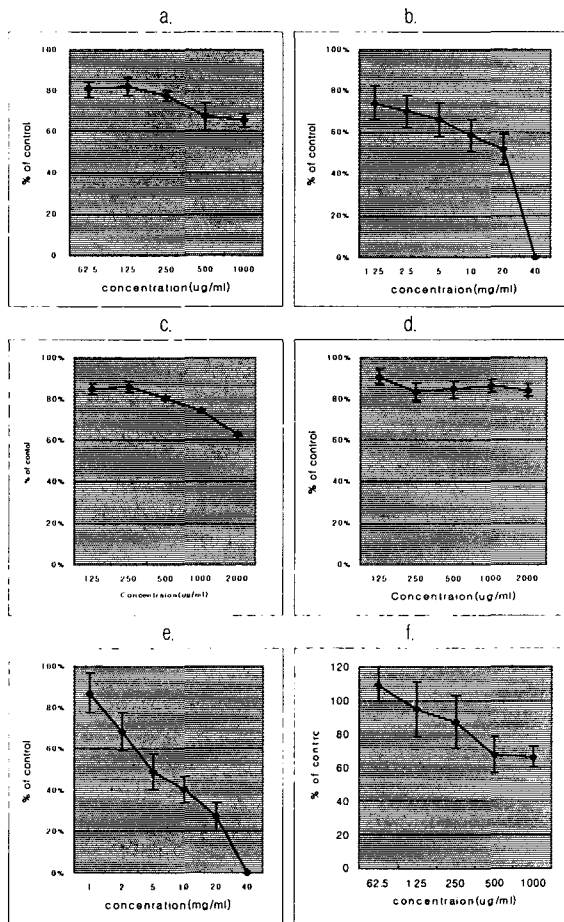 a.
100
80
60
40
20
0
% of control
62.5 125 250 500 1000
concentration(ug/ml)
b.
100%
80%
60%
40%
20%
0%
% of control
1.25 2.5 5 10 20 40
concentraion(mg/ml)
c.
100%
80%
60%
40%
20%
0%
% of control
125 250 500 1000 2000
Concentraion(ug/ml)
d.
100%
80%
60%
40%
20%
0%
% of control
125 250 500 1000 2000
Concentraion(ug/ml)
e.
100%
80%
60%
40%
20%
0%
% of control
1 2 5 10 20 40
concenration(mg/ml)
f.
120
100
80
60
40
20
0
% of contrc
62.5 125 250 500 1000
concentraion(ug/ml)